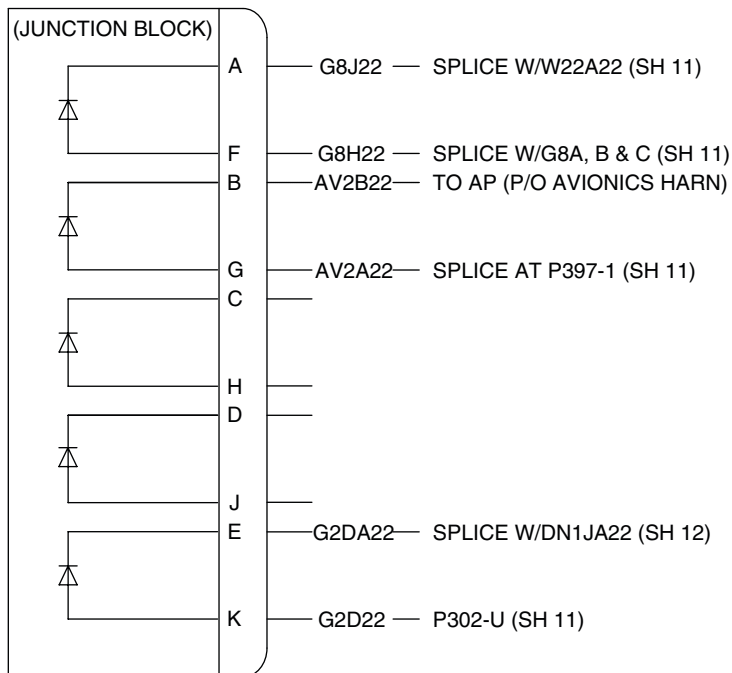 (JUNCTION BLOCK)
A G8J22 SPLICE W/W22A22 (SH 11)
F G8H22 SPLICE W/G8A, B & C (SH 11)
B AV2B22 TO AP (P/O AVIONICS HARN)
G AV2A22 SPLICE AT P397-1 (SH 11)
C
H
D
J
E G2DA22 SPLICE W/DN1JA22 (SH 12)
K G2D22 P302-U (SH 11)